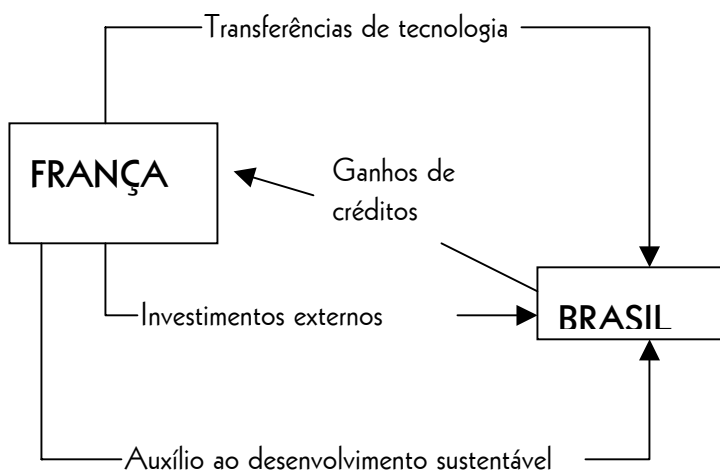 Transferências de tecnologia
FRANÇA
Ganhos de
créditos
Investimentos externos
BRASIL
Auxílio ao desenvolvimento sustentável